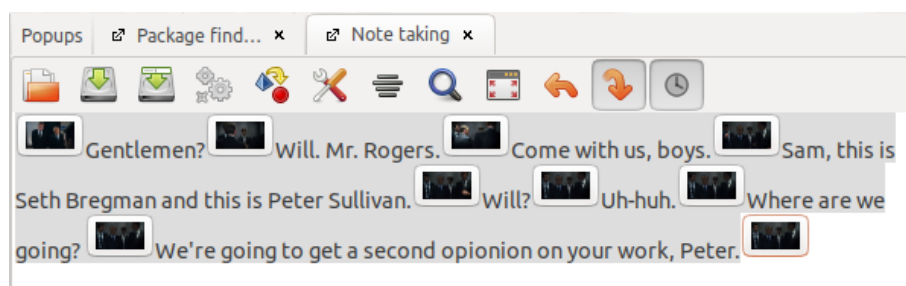 Popups Package find... × Note taking ×
Gentlemen? Will. Mr. Rogers. Come with us, boys. Sam, this is
Seth Bregman and this is Peter Sullivan. Will? Uh-huh. Where are we
going? We're going to get a second opionion on your work, Peter.